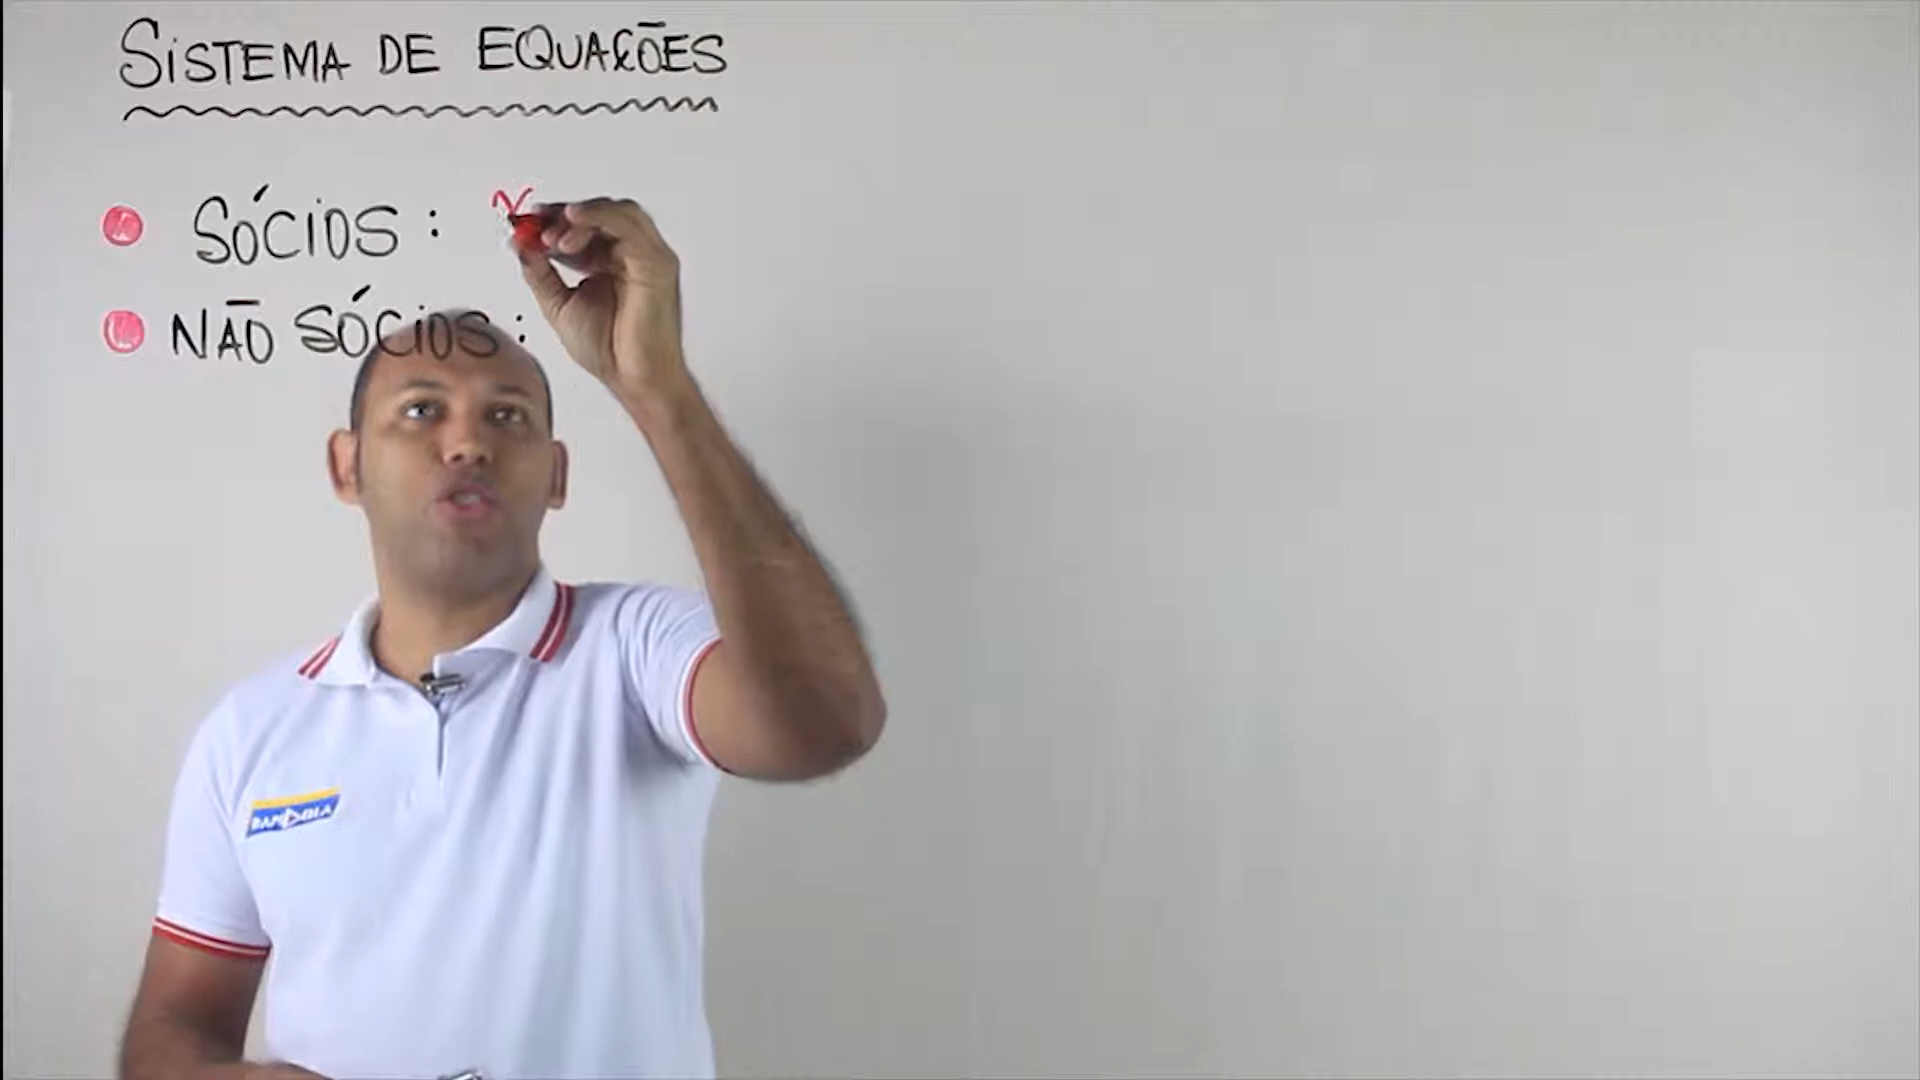 SISTEMA DE EQUAÇÕES
SÓCIOS : x
NÃO SÓCIOS :